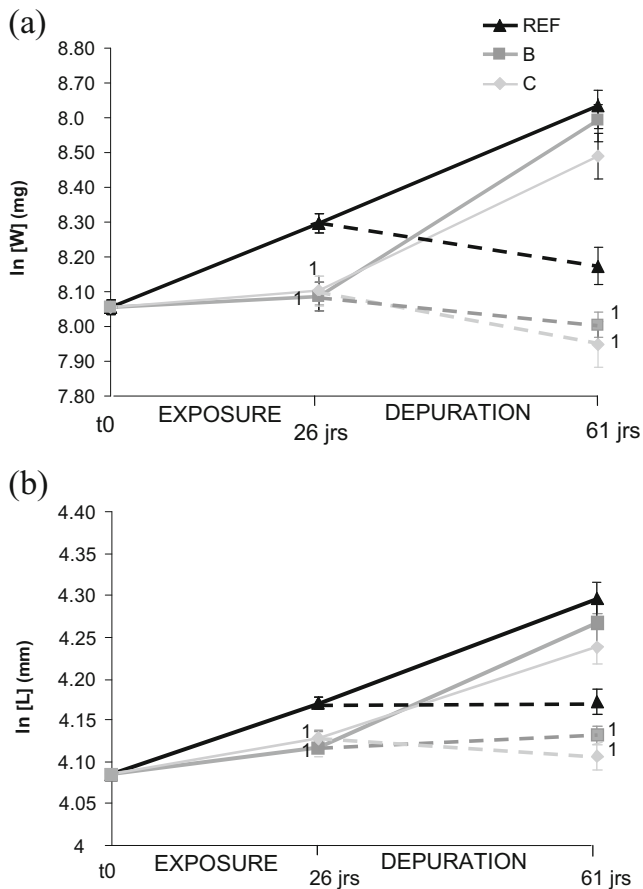 (a)
REF
B
C
8.80
8.70
8.0
8.50
8.40
8.30
8.20
8.10
8.00
7.90
7.80
ln [W] (mg)
1
1
1
1
t0
EXPOSURE
26 jrs
DEPURATION
61 jrs
(b)
4.40
4.35
4.30
4.25
4.20
4.15
4.10
4.05
4
ln [L] (mm)
1
1
1
1
t0
EXPOSURE
26 jrs
DEPURATION
61 jrs